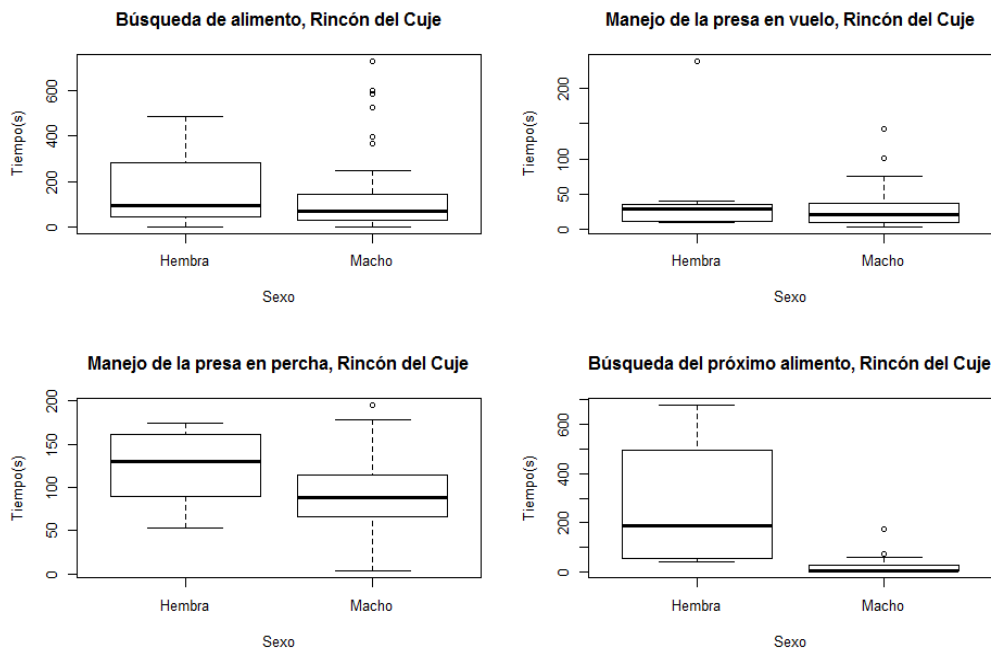 Búsqueda de alimento, Rincón del Cuje
Tiempo(s)
600
400
200
0
Hembra
Macho
Sexo
Manejo de la presa en vuelo, Rincón del Cuje
Tiempo(s)
200
100
50
0
Hembra
Macho
Sexo
Manejo de la presa en percha, Rincón del Cuje
Tiempo(s)
200
150
100
50
0
Hembra
Macho
Sexo
Búsqueda del próximo alimento, Rincón del Cuje
Tiempo(s)
600
400
200
0
Hembra
Macho
Sexo